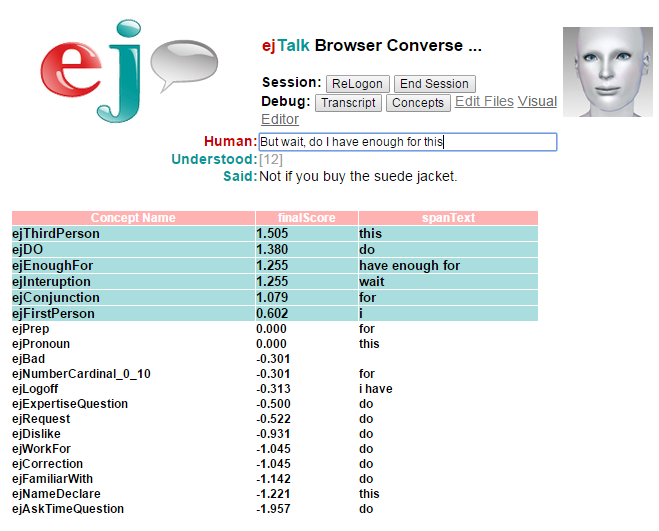 ej
ejTalk Browser Converse ...
Session: ReLogon End Session
Debug: Transcript Concepts Edit Files Visual
Editor
Human: But wait, do I have enough for this
Understood: [12]
Said: Not if you buy the suede jacket.
Concept Name finalScore spanText
ejThirdPerson 1.505 this
ejDO 1.380 do
ejEnoughFor 1.255 have enough for
ejInteruption 1.255 wait
ejConjunction 1.079 for
ejFirstPerson 0.602 i
ejPrep 0.000 for
ejPronoun 0.000 this
ejBad -0.301
ejNumberCardinal_0_10 -0.301 for
ejLogoff -0.313 i have
ejExpertiseQuestion -0.500 do
ejRequest -0.522 do
ejDislike -0.931 do
ejWorkFor -1.045 do
ejCorrection -1.045 do
ejFamiliarWith -1.142 do
ejNameDeclare -1.221 this
ejAskTimeQuestion -1.957 do